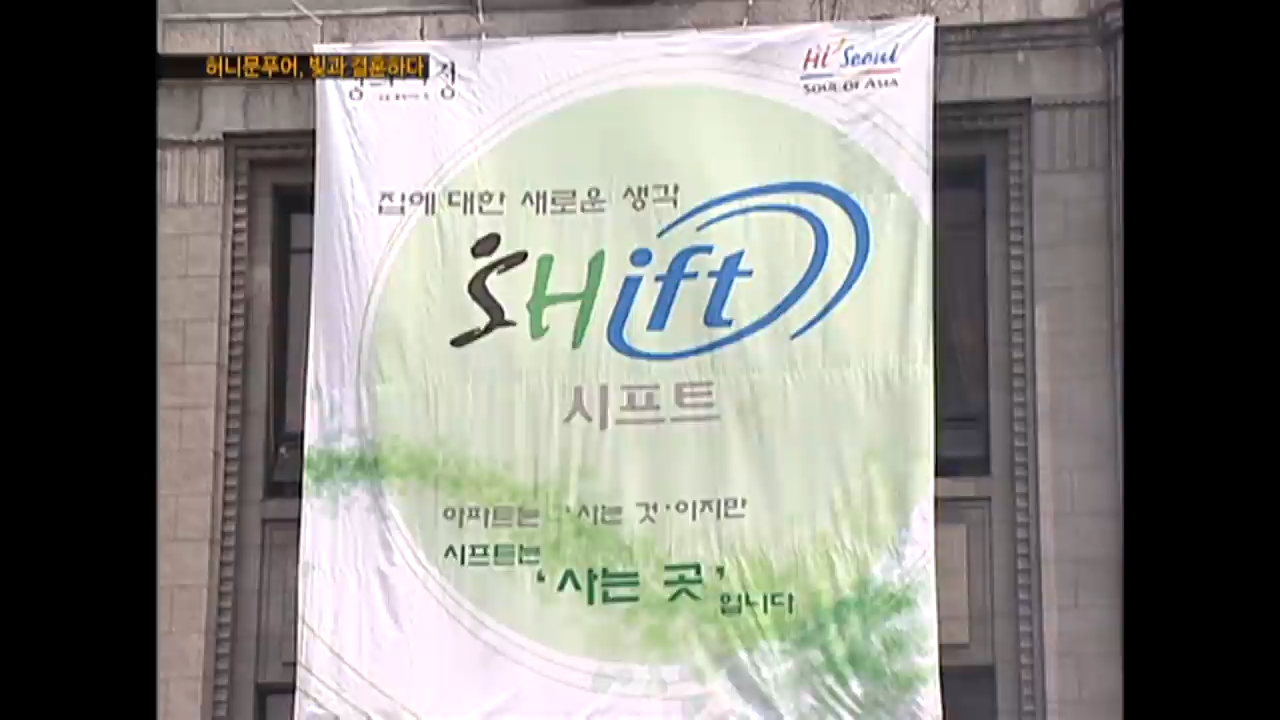 허니문푸어, 빚과 결혼하다
Hi Seoul
SOUL OF ASIA
집에 대한 새로운 생각
SHift
시프트
아파트는 '사는 것'이지만
시프트는
'사는 곳'
입니다